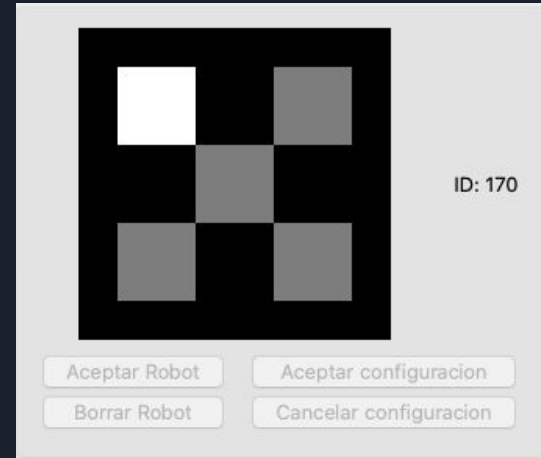 ID: 170
Aceptar Robot
Aceptar configuracion
Borrar Robot
Cancelar configuracion